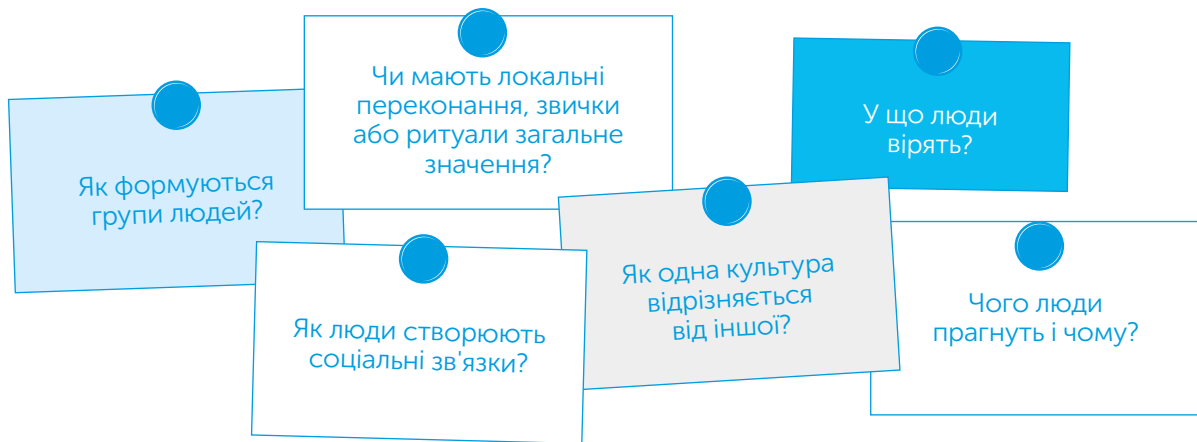 Як формуються
групи людей?
Чи мають локальні
переконання, звички
або ритуали загальне
значення?
У що люди
вірять?
Як люди створюють
соціальні зв'язки?
Як одна культура
відрізняється
від іншої?
Чого люди
прагнуть і чому?